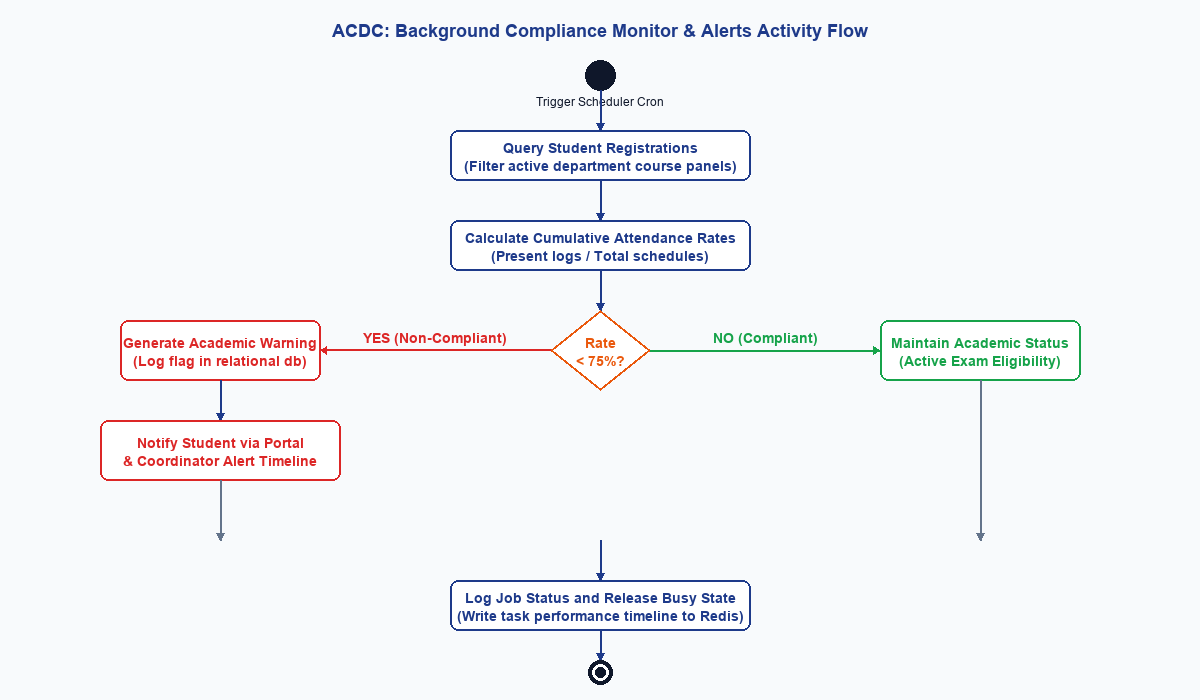 ACDC: Background Compliance Monitor & Alerts Activity Flow
Trigger Scheduler Cron
Query Student Registrations
(Filter active department course panels)
Calculate Cumulative Attendance Rates
(Present logs / Total schedules)
Generate Academic Warning
(Log flag in relational db)
YES (Non-Compliant)
Rate
< 75%?
NO (Compliant)
Maintain Academic Status
(Active Exam Eligibility)
Notify Student via Portal
& Coordinator Alert Timeline
Log Job Status and Release Busy State
(Write task performance timeline to Redis)